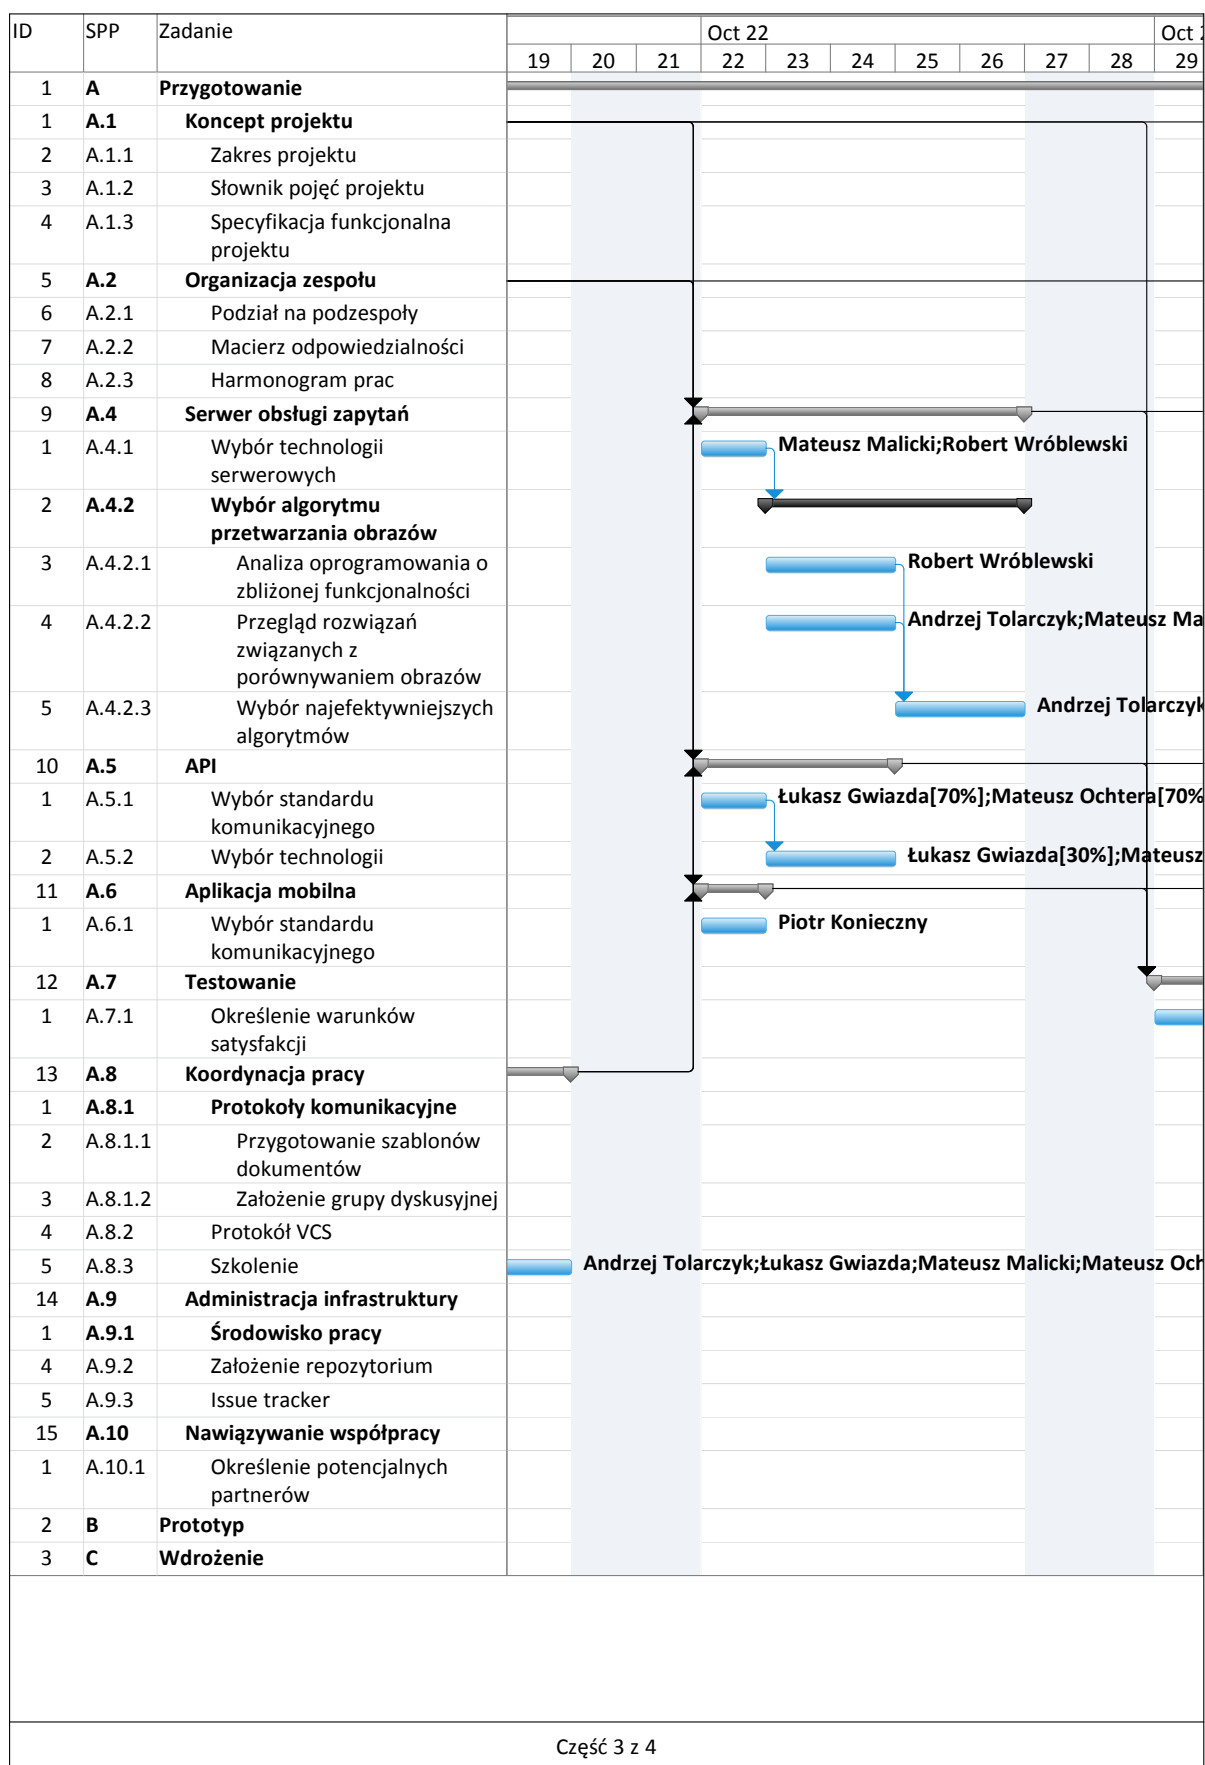 ID SPP Zadanie Oct 22 Oct
19 20 21 22 23 24 25 26 27 28 29
1 A Przygotowanie
1 A.1 Koncept projektu
2 A.1.1 Zakres projektu
3 A.1.2 Słownik pojęć projektu
4 A.1.3 Specyfikacja funkcjonalna
projektu
5 A.2 Organizacja zespołu
6 A.2.1 Podział na podzespoły
7 A.2.2 Macierz odpowiedzialności
8 A.2.3 Harmonogram prac
9 A.4 Serwer obsługi zapytań
1 A.4.1 Wybór technologii Mateusz Malicki;Robert Wróblewski
serwerowych
2 A.4.2 Wybór algorytmu
przetwarzania obrazów
3 A.4.2.1 Analiza oprogramowania o Robert Wróblewski
zbliżonej funkcjonalności
4 A.4.2.2 Przegląd rozwiązań Andrzej Tolarczyk;Mateusz Ma
związanych z
porównywaniem obrazów
5 A.4.2.3 Wybór najefektywniejszych Andrzej Tolarczyk
algorytmów
10 A.5 API
1 A.5.1 Wybór standardu Łukasz Gwiazda[70%];Mateusz Ochtera[70%
komunikacyjnego
2 A.5.2 Wybór technologii Łukasz Gwiazda[30%];Mateusz
11 A.6 Aplikacja mobilna
1 A.6.1 Wybór standardu Piotr Konieczny
komunikacyjnego
12 A.7 Testowanie
1 A.7.1 Określenie warunków
satysfakcji
13 A.8 Koordynacja pracy
1 A.8.1 Protokoły komunikacyjne
2 A.8.1.1 Przygotowanie szablonów
dokumentów
3 A.8.1.2 Założenie grupy dyskusyjnej
4 A.8.2 Protokół VCS
5 A.8.3 Szkolenie Andrzej Tolarczyk;Łukasz Gwiazda;Mateusz Malicki;Mateusz Och
14 A.9 Administracja infrastruktury
1 A.9.1 Środowisko pracy
4 A.9.2 Założenie repozytorium
5 A.9.3 Issue tracker
15 A.10 Nawiązywanie współpracy
1 A.10.1 Określenie potencjalnych
partnerów
2 B Prototyp
3 C Wdrożenie
Część 3 z 4